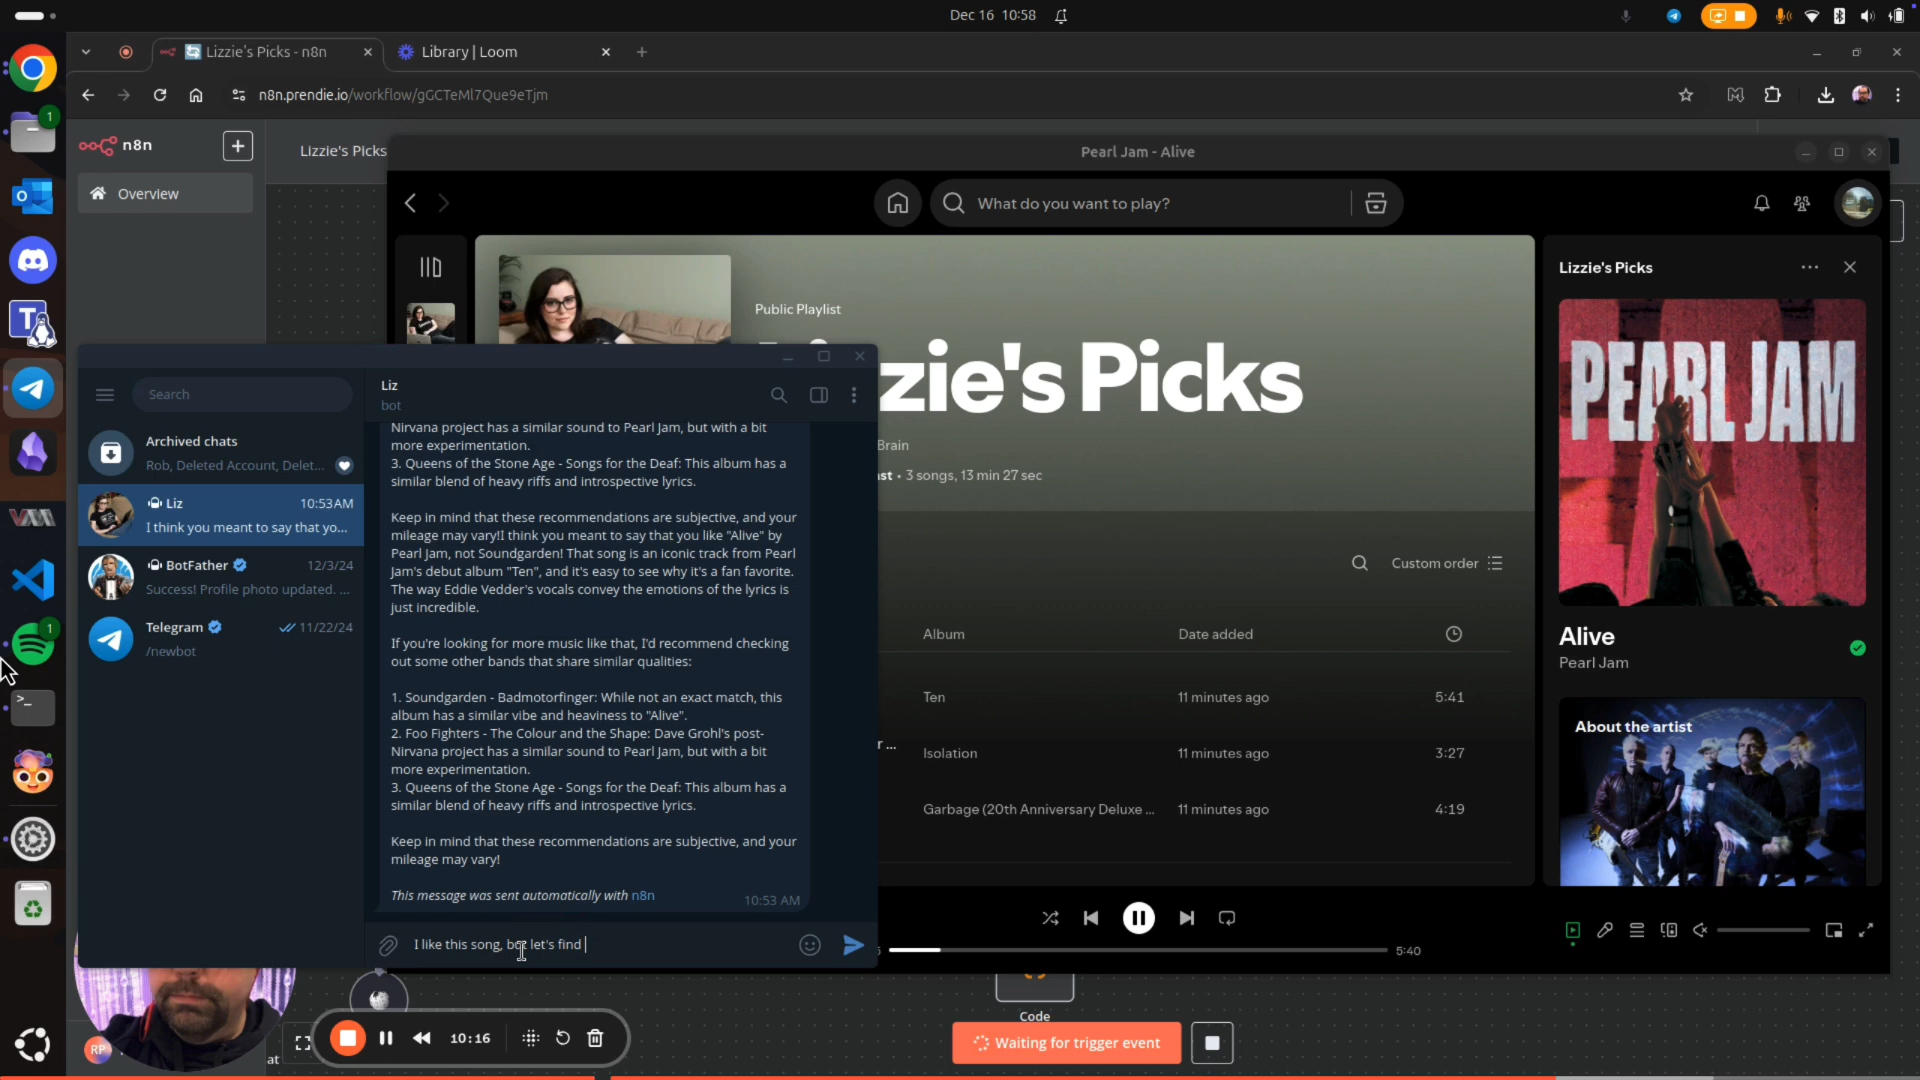 Dec 16 10:58
Lizzie's Picks - n8n
Library | Loom
n8n.prendie.io/workflow/gGCTeMl7Que9eTjm
n8n
Overview
Lizzie's Picks
Pearl Jam - Alive
What do you want to play?
Public Playlist
zie's Picks
Brain
ast • 3 songs, 13 min 27 sec
Custom order
Album
Date added
Ten
11 minutes ago
5:41
r ...
Isolation
11 minutes ago
3:27
Garbage (20th Anniversary Deluxe ...
11 minutes ago
4:19
Lizzie's Picks
PEARL JAM
Alive
Pearl Jam
About the artist
5:40
Search
Archived chats
Rob, Deleted Account, Delet...
Liz
10:53AM
I think you meant to say that yo...
BotFather
12/3/24
Success! Profile photo updated. ...
Telegram
11/22/24
/newbot
Liz
bot
Nirvana project has a similar sound to Pearl Jam, but with a bit
more experimentation.
3. Queens of the Stone Age - Songs for the Deaf: This album has a
similar blend of heavy riffs and introspective lyrics.
Keep in mind that these recommendations are subjective, and your
mileage may vary!I think you meant to say that you like "Alive" by
Pearl Jam, not Soundgarden! That song is an iconic track from Pearl
Jam's debut album "Ten", and it's easy to see why it's a fan favorite.
The way Eddie Vedder's vocals convey the emotions of the lyrics is
just incredible.
If you're looking for more music like that, I'd recommend checking
out some other bands that share similar qualities:
1. Soundgarden - Badmotorfinger: While not an exact match, this
album has a similar vibe and heaviness to "Alive".
2. Foo Fighters - The Colour and the Shape: Dave Grohl's post-
Nirvana project has a similar sound to Pearl Jam, but with a bit
more experimentation.
3. Queens of the Stone Age - Songs for the Deaf: This album has a
similar blend of heavy riffs and introspective lyrics.
Keep in mind that these recommendations are subjective, and your
mileage may vary!
This message was sent automatically with n8n
10:53 AM
I like this song, but let's find
Code
10:16
Waiting for trigger event
RP
at
1
1